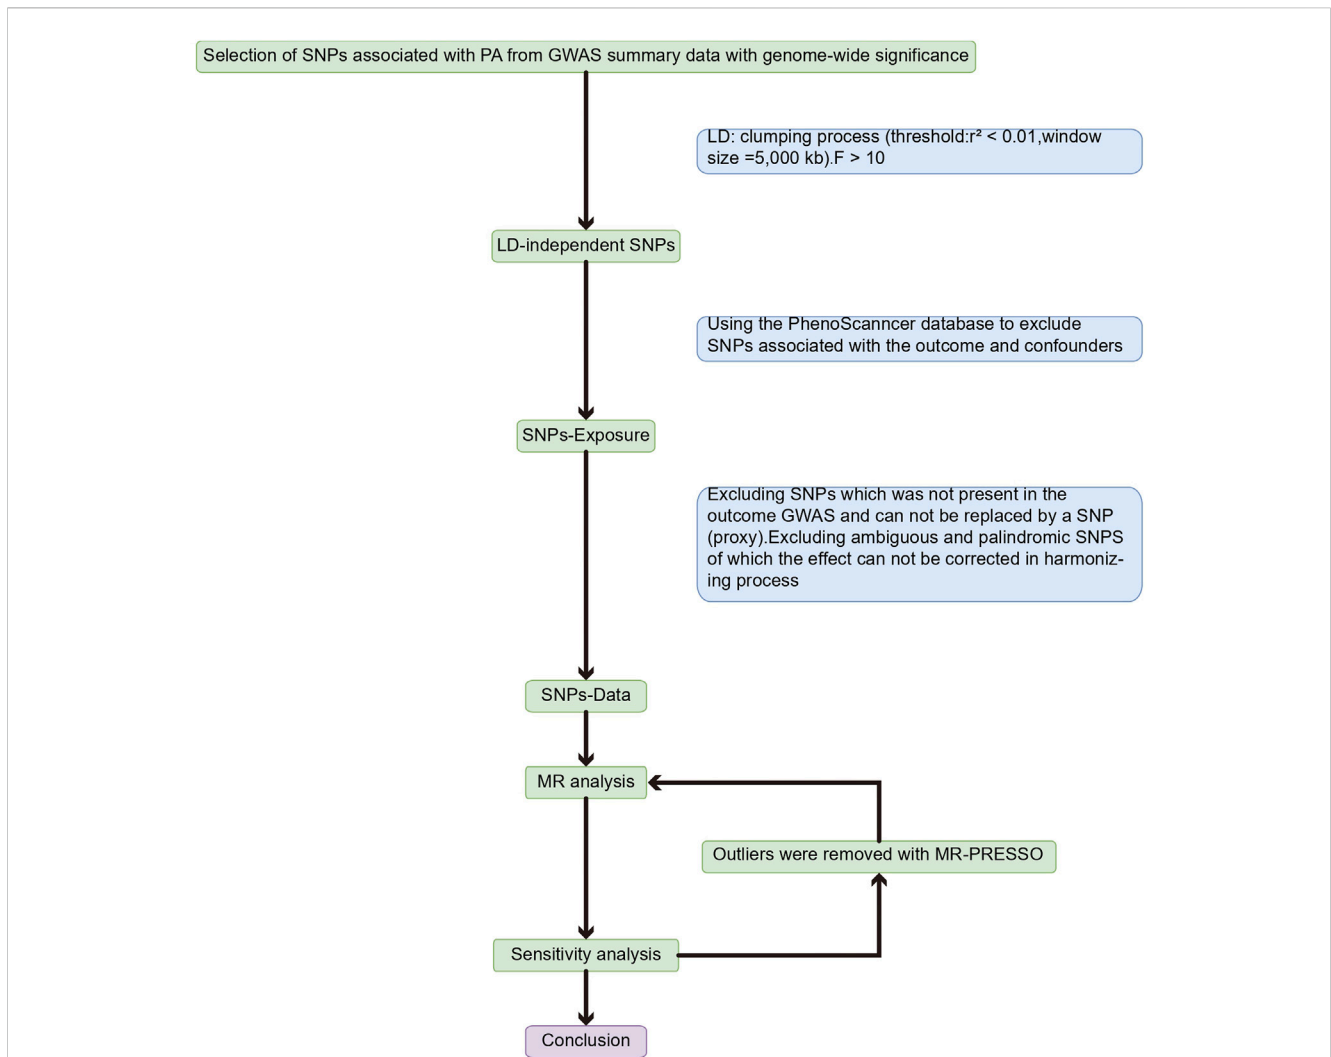 Selection of SNPs associated with PA from GWAS summary data with genome-wide significance
LD: clumping process (threshold:r² < 0.01,window
size =5,000 kb).F > 10
LD-independent SNPs
Using the PhenoScanncer database to exclude
SNPs associated with the outcome and confounders
SNPs-Exposure
Excluding SNPs which was not present in the
outcome GWAS and can not be replaced by a SNP
(proxy).Excluding ambiguous and palindromic SNPS
of which the effect can not be corrected in harmoniz-
ing process
SNPs-Data
MR analysis
Outliers were removed with MR-PRESSO
Sensitivity analysis
Conclusion